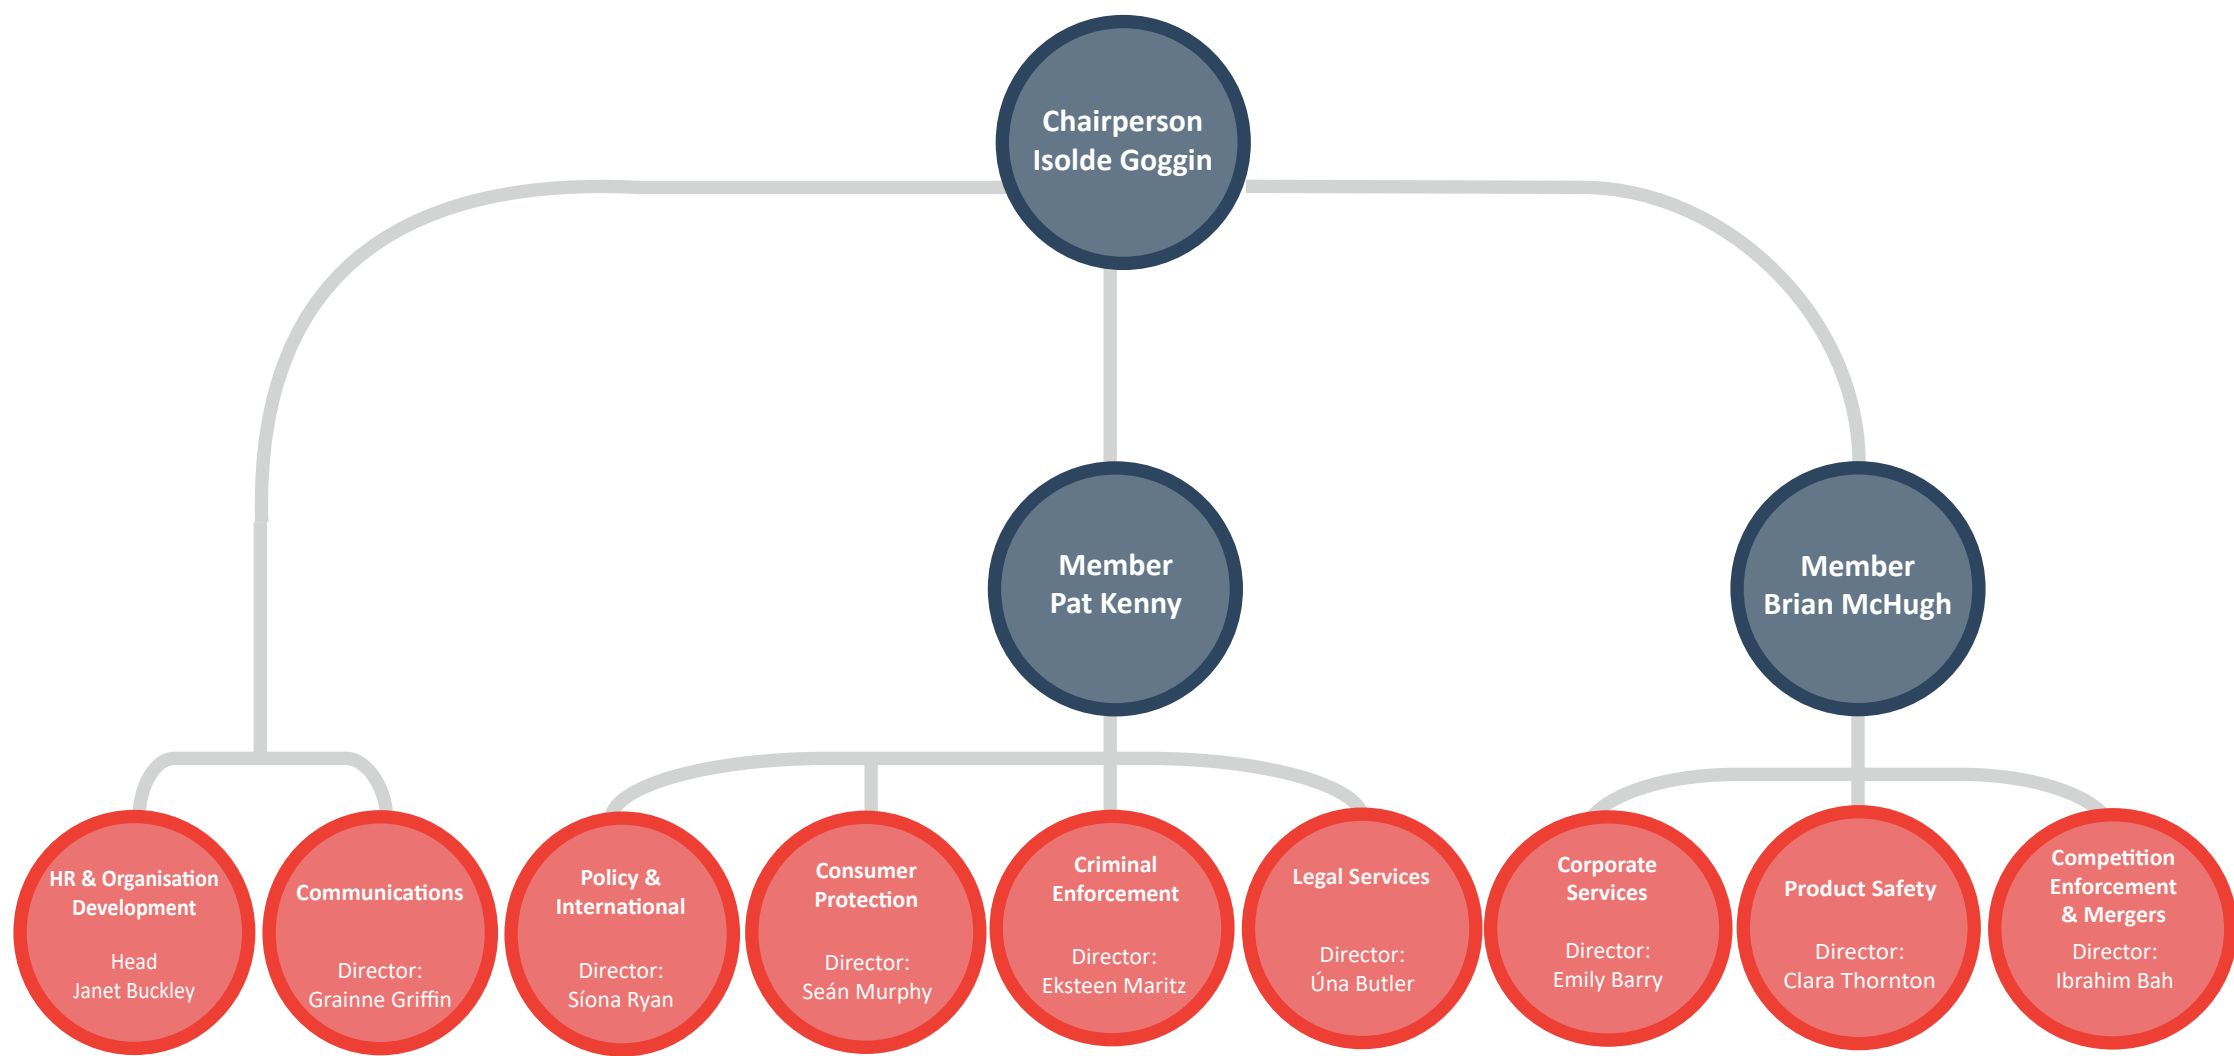 Chairperson
Isolde Goggin
Member
Pat Kenny
Member
Brian McHugh
HR & Organisation
Development
Head
Janet Buckley
Communications
Director:
Grainne Griffin
Policy &
International
Director:
Síona Ryan
Consumer
Protection
Director:
Seán Murphy
Criminal
Enforcement
Director:
Eksteen Maritz
Legal Services
Director:
Úna Butler
Corporate
Services
Director:
Emily Barry
Product Safety
Director:
Clara Thornton
Competition
Enforcement
& Mergers
Director:
Ibrahim Bah